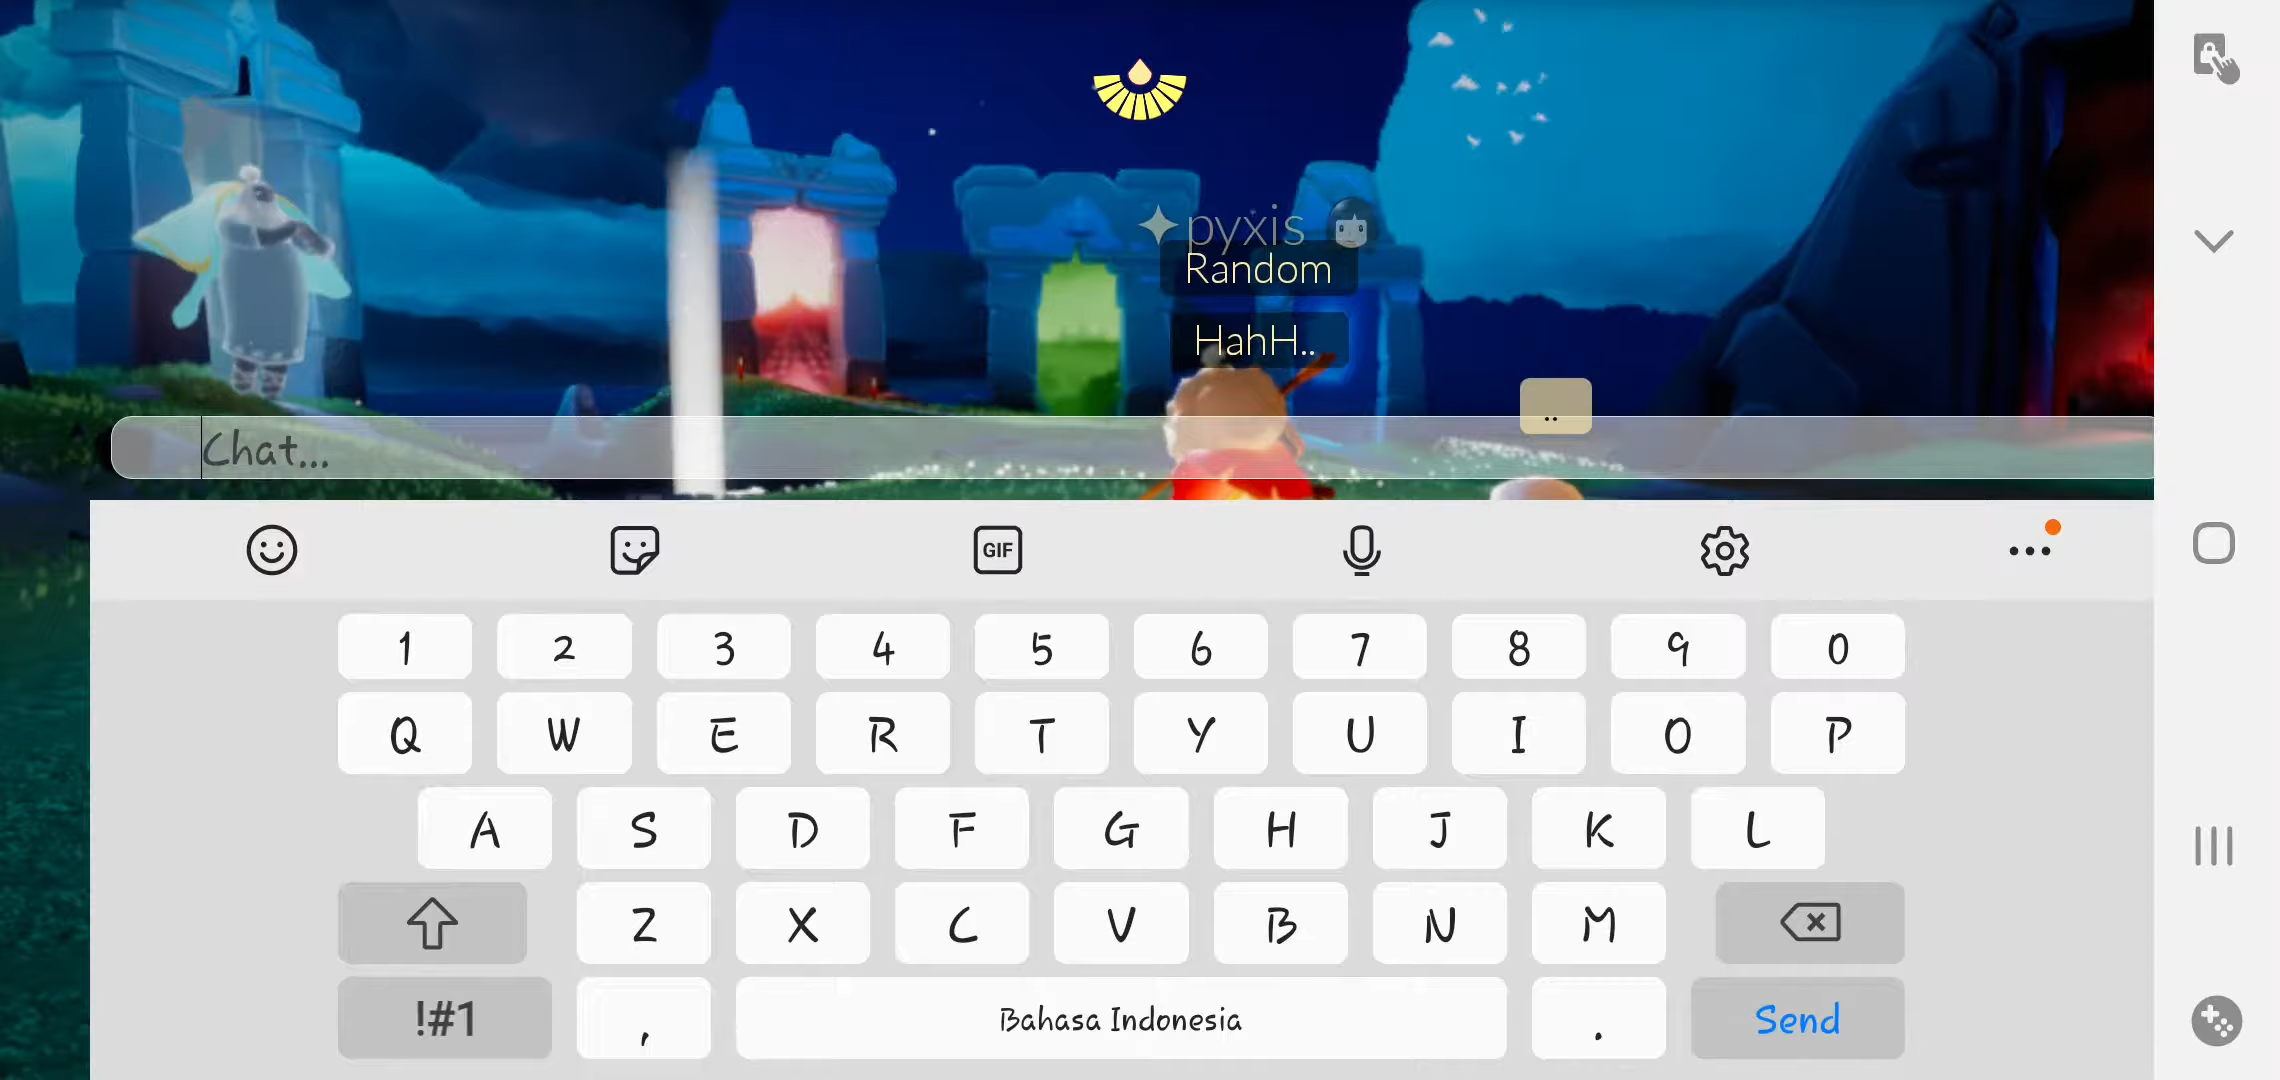 pyxis
Random
HahH..
..
Chat...
GIF
1 2 3 4 5 6 7 8 9 0
Q W E R T Y U I O P
A S D F G H J K L
Z X C V B N M
!#1 , Bahasa Indonesia . Send